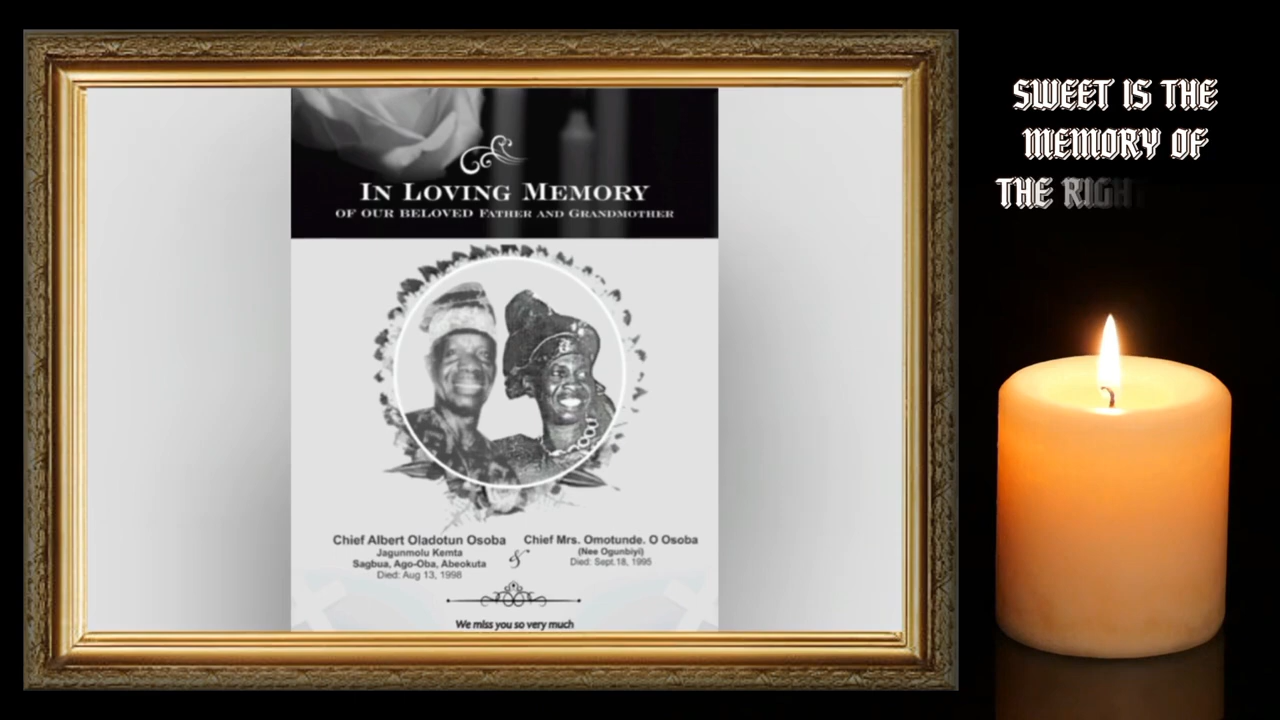 IN LOVING MEMORY
OF OUR BELOVED FATHER AND GRANDMOTHER
Chief Albert Oladotun Osoba
Jagunmolu Kemta
Sagbua, Ago-Oba, Abeokuta
Died: Aug 13, 1998
&
Chief Mrs. Omotunde. O Osoba
(Nee Ogunbiyi)
Died: Sept.18, 1995
We miss you so very much
SWEET IS THE
MEMORY OF
THE RIGH